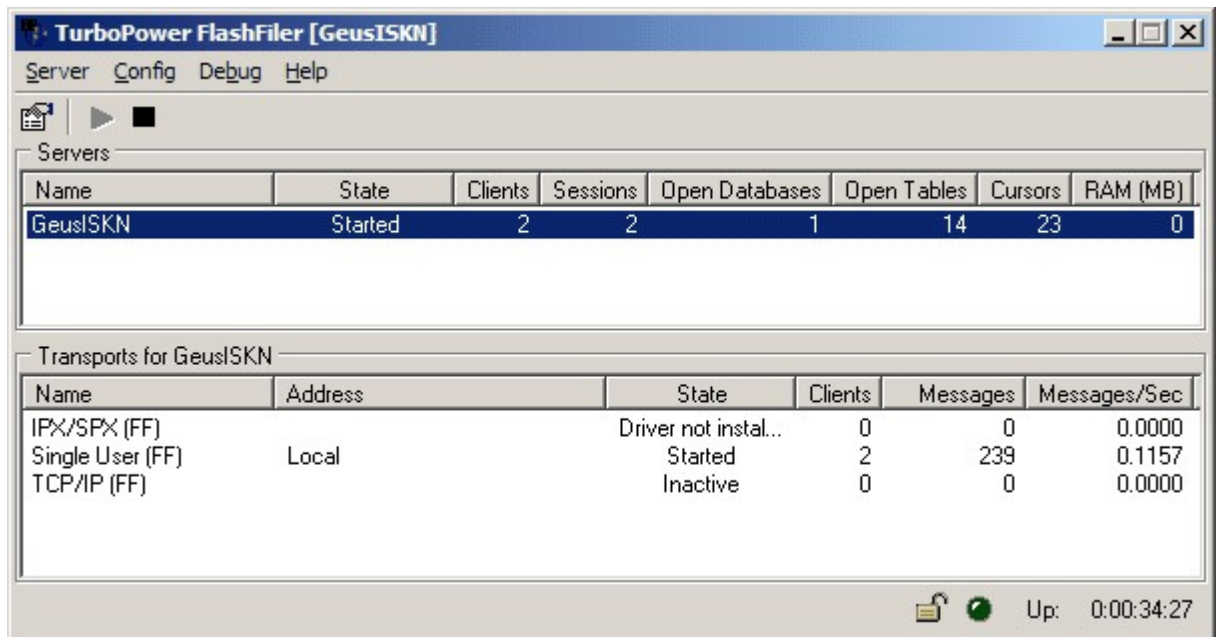 TurboPower FlashFiler [GeusISKN]
Server Config Debug Help
Servers
Name State Clients Sessions Open Databases Open Tables Cursors RAM (MB)
GeusISKN Started 2 2 1 14 23 0
Transports for GeusISKN
Name Address State Clients Messages Messages/Sec
IPX/SPX (FF) Driver not instal... 0 0 0.0000
Single User (FF) Local Started 2 239 0.1157
TCP/IP (FF) Inactive 0 0 0.0000
Up: 0:00:34:27